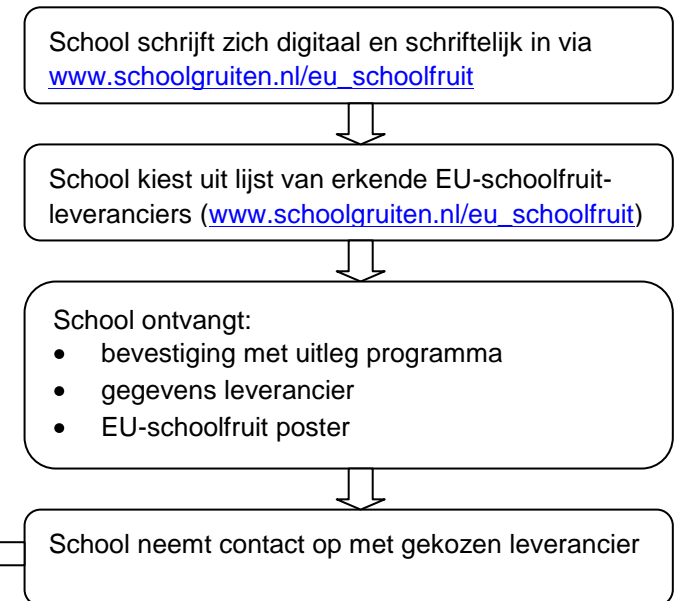 School schrijft zich digitaal en schriftelijk in via
www.schoolgruiten.nl/eu_schoolfruit
School kiest uit lijst van erkende EU-schoolfruit-
leveranciers (www.schoolgruiten.nl/eu_schoolfruit)
School ontvangt:
• bevestiging met uitleg programma
• gegevens leverancier
• EU-schoolfruit poster
School neemt contact op met gekozen leverancier